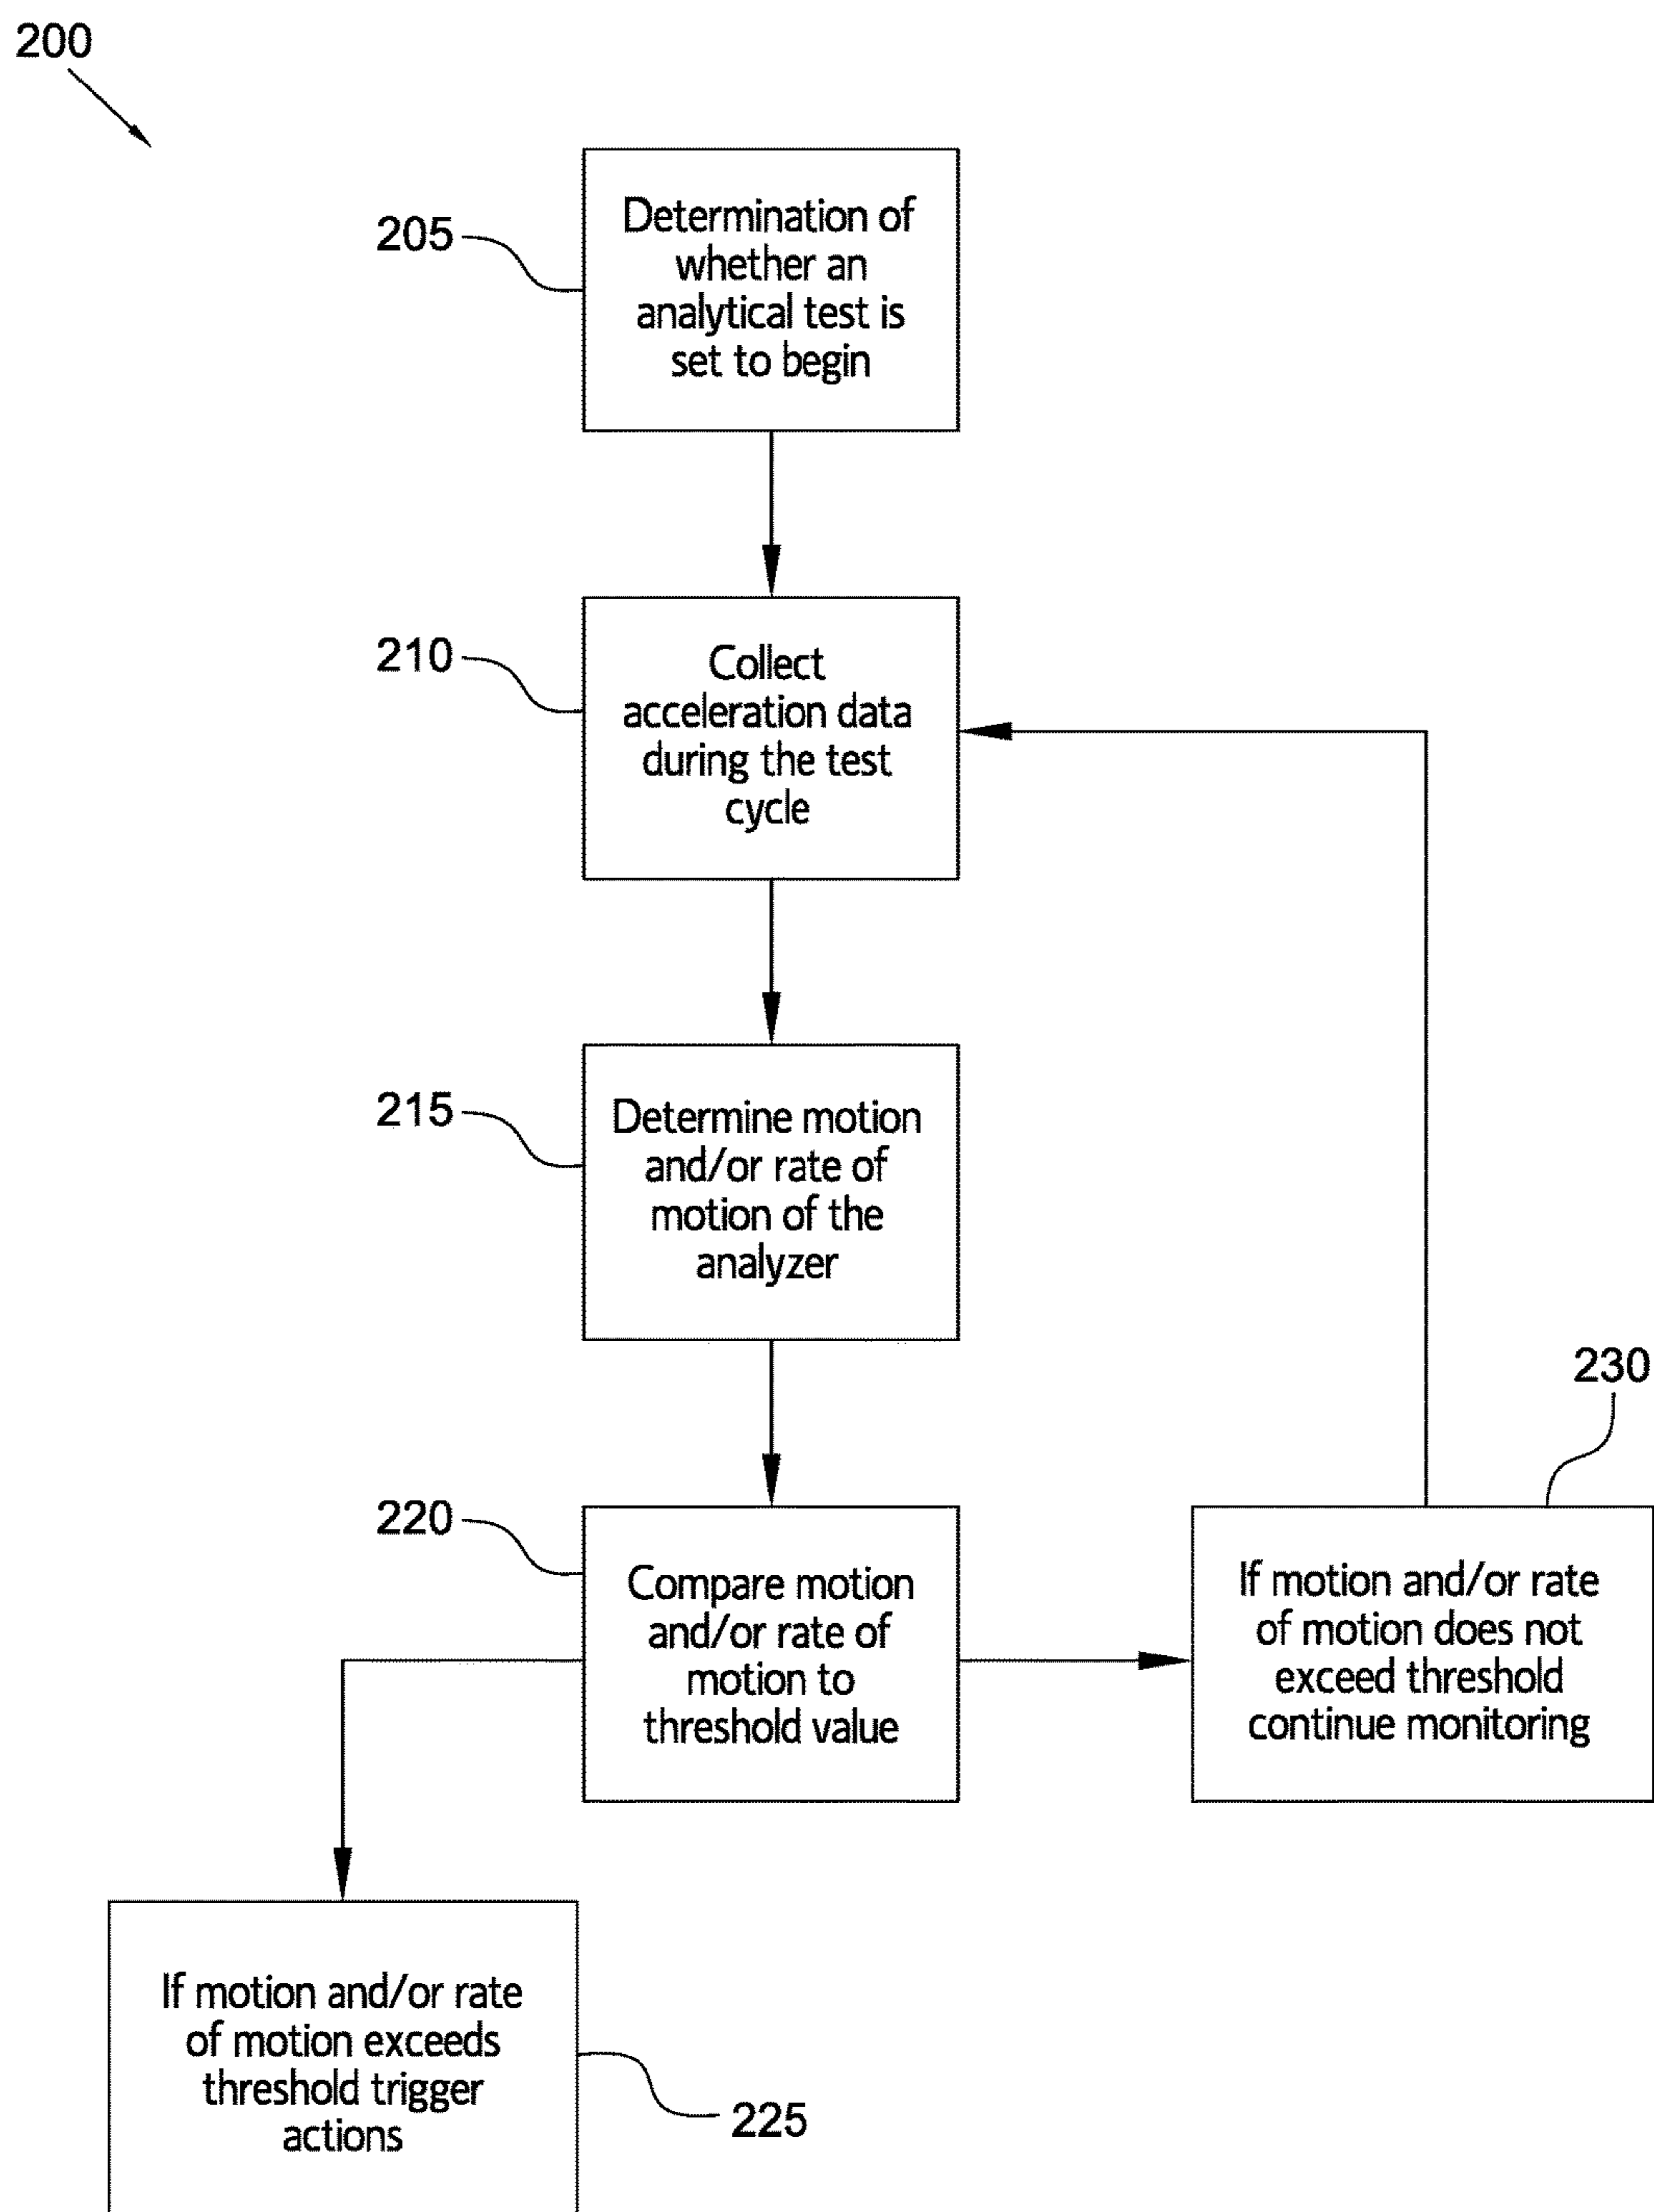 200
205
Determination of
whether an
analytical test is
set to begin
210
Collect
acceleration data
during the test
cycle
215
Determine motion
and/or rate of
motion of the
analyzer
220
Compare motion
and/or rate of
motion to
threshold value
230
If motion and/or rate
of motion does not
exceed threshold
continue monitoring
If motion and/or rate
of motion exceeds
threshold trigger
actions
225